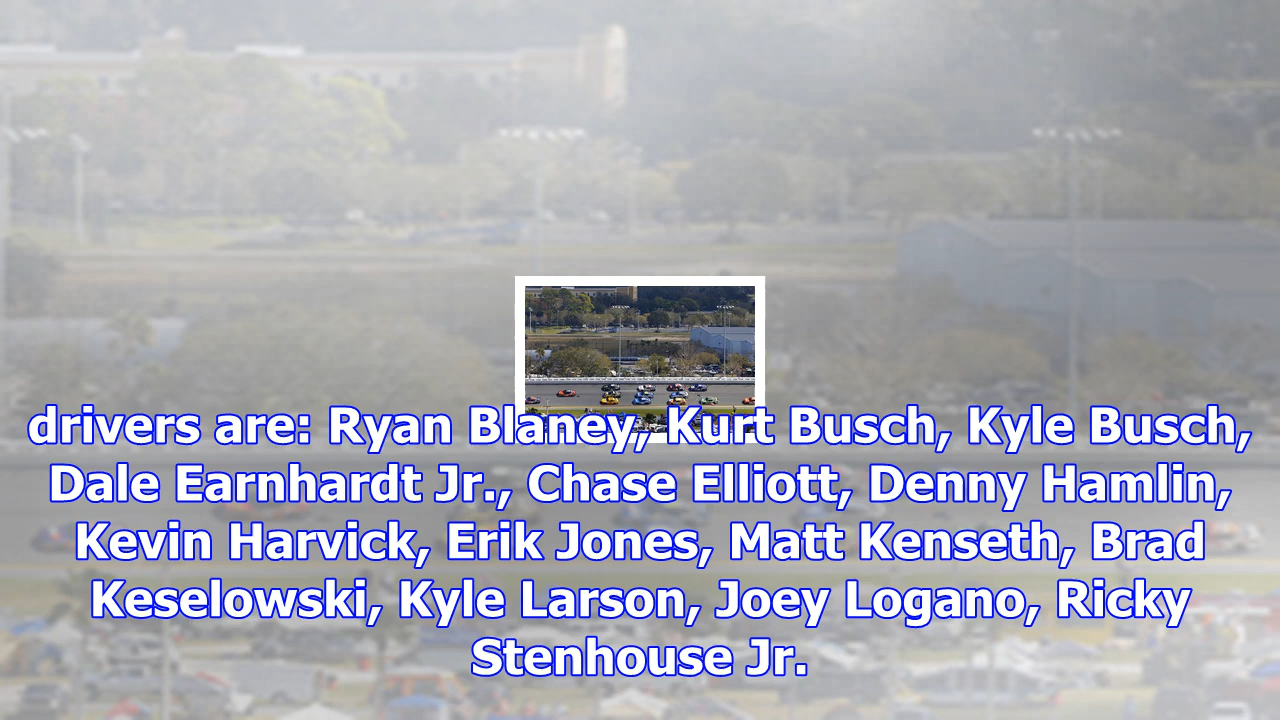 drivers are: Ryan Blaney, Kurt Busch, Kyle Busch,
Dale Earnhardt Jr., Chase Elliott, Denny Hamlin,
Kevin Harvick, Erik Jones, Matt Kenseth, Brad
Keselowski, Kyle Larson, Joey Logano, Ricky
Stenhouse Jr.